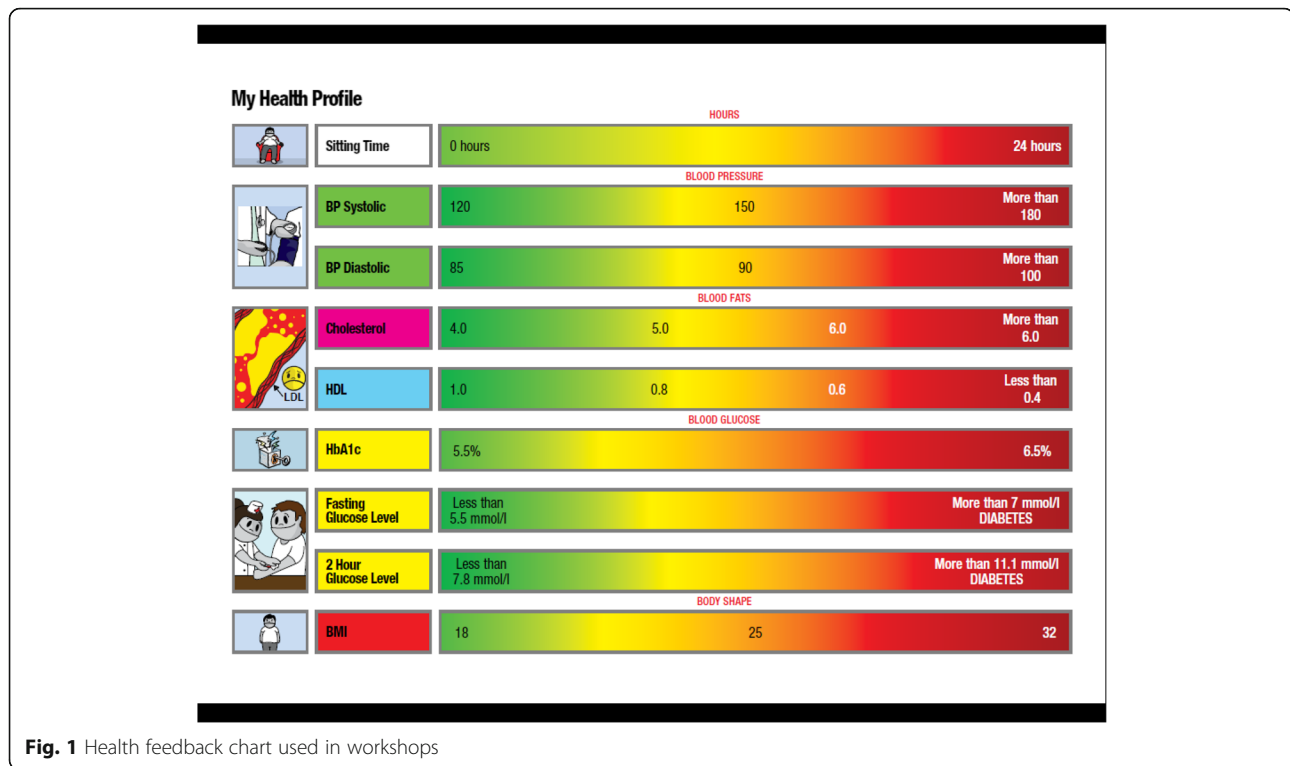 My Health Profile
HOURS
Sitting Time
0 hours
24 hours
BLOOD PRESSURE
BP Systolic
120
150
More than
180
BP Diastolic
85
90
More than
100
BLOOD FATS
Cholesterol
4.0
5.0
6.0
More than
6.0
LDL
HDL
1.0
0.8
0.6
Less than
0.4
BLOOD GLUCOSE
HbA1c
5.5%
6.5%
Fasting
Glucose Level
Less than
5.5 mmol/l
More than 7 mmol/l
DIABETES
2 Hour
Glucose Level
Less than
7.8 mmol/l
More than 11.1 mmol/l
DIABETES
BODY SHAPE
BMI
18
25
32
Fig. 1 Health feedback chart used in workshops